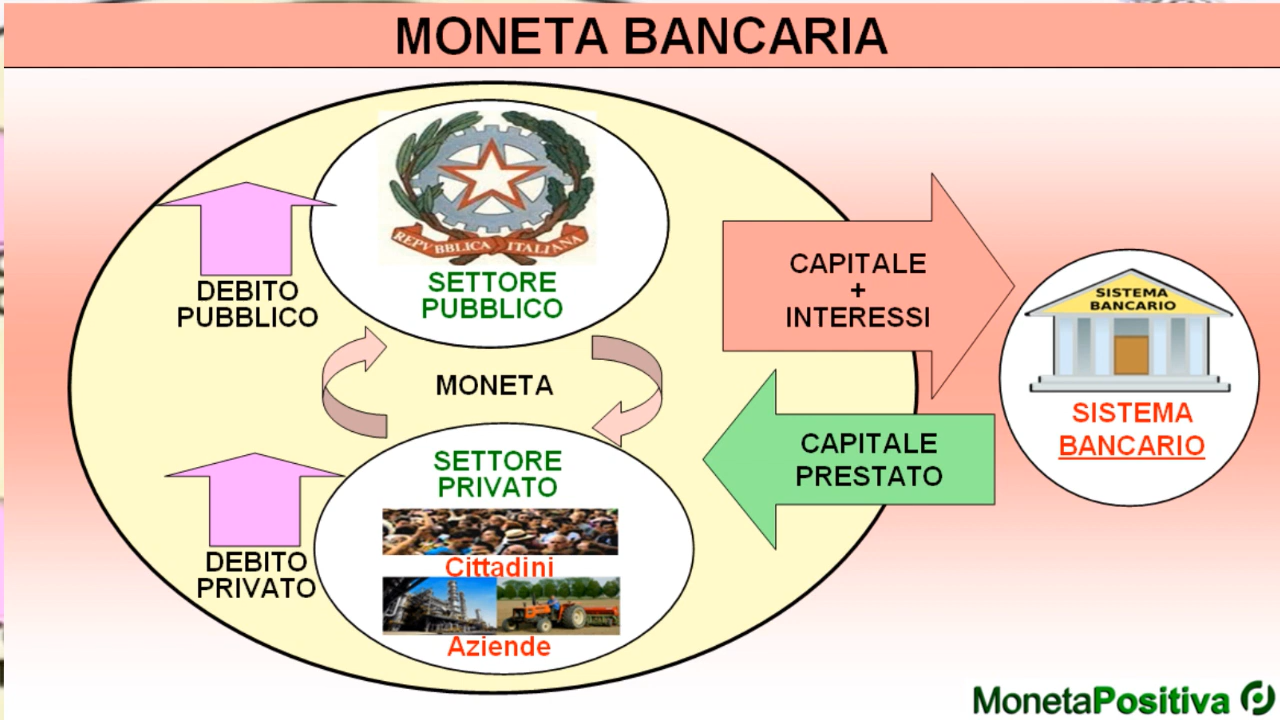 MONETA BANCARIA
REPVBBLICA ITALIANA
SETTORE
PUBBLICO
DEBITO
PUBBLICO
MONETA
SETTORE
PRIVATO
Cittadini
Aziende
DEBITO
PRIVATO
CAPITALE
+
INTERESSI
CAPITALE
PRESTATO
SISTEMA
BANCARIO
SISTEMA
BANCARIO
MonetaPositiva